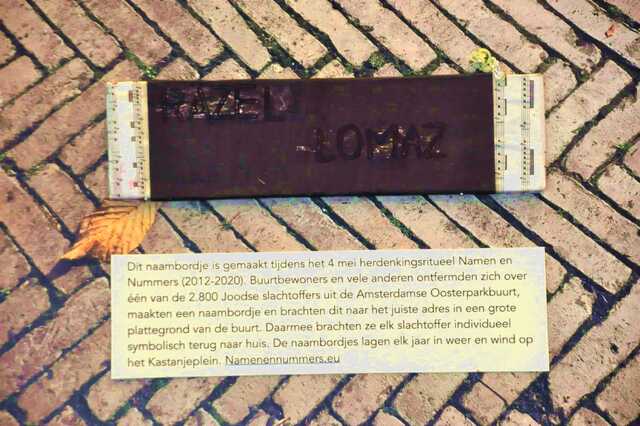 HAZEL
LOMAZ
Dit naambordje is gemaakt tijdens het 4 mei herdenkingsritueel Namen en
Nummers (2012-2020). Buurtbewoners en vele anderen ontfermden zich over
één van de 2.800 Joodse slachtoffers uit de Amsterdamse Oosterparkbuurt,
maakten een naambordje en brachten dit naar het juiste adres in een grote
plattegrond van de buurt. Daarmee brachten ze elk slachtoffer individueel
symbolisch terug naar huis. De naambordjes lagen elk jaar in weer en wind op
het Kastanjeplein. Namenennummers.eu